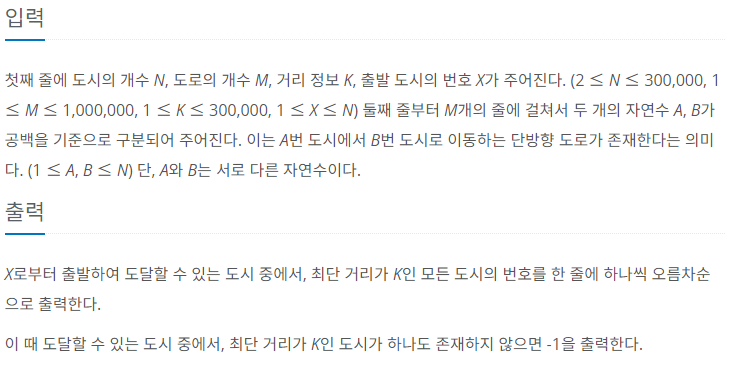 입력
첫째 줄에 도시의 개수 N, 도로의 개수 M, 거리 정보 K, 출발 도시의 번호 X가 주어진다. (2 ≤ N ≤ 300,000, 1
≤ M ≤ 1,000,000, 1 ≤ K ≤ 300,000, 1 ≤ X ≤ N) 둘째 줄부터 M개의 줄에 걸쳐서 두 개의 자연수 A, B가
공백을 기준으로 구분되어 주어진다. 이는 A번 도시에서 B번 도시로 이동하는 단방향 도로가 존재한다는 의미
다. (1 ≤ A, B ≤ N) 단, A와 B는 서로 다른 자연수이다.
출력
X로부터 출발하여 도달할 수 있는 도시 중에서, 최단 거리가 K인 모든 도시의 번호를 한 줄에 하나씩 오름차순
으로 출력한다.
이 때 도달할 수 있는 도시 중에서, 최단 거리가 K인 도시가 하나도 존재하지 않으면 -1을 출력한다.